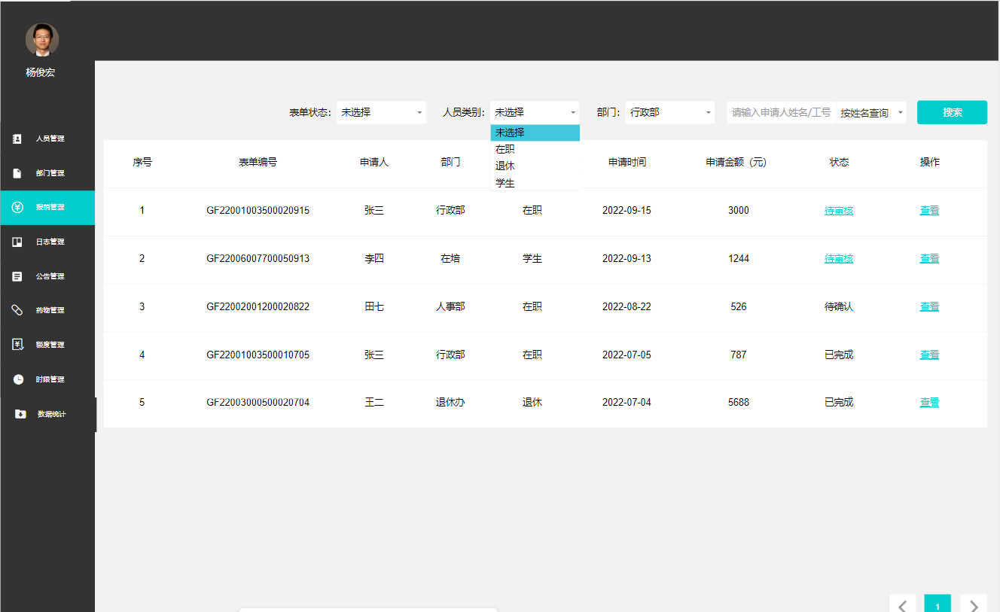 杨俊宏
人员管理
部门管理
报销管理
日志管理
公告管理
药物管理
额度管理
时限管理
数据统计
表单状态: 未选择 人员类别: 未选择 部门: 行政部 请输入申请人姓名/工号 按姓名查询 搜索
未选择
在职
退休
学生
序号 表单编号 申请人 部门 申请时间 申请金额（元） 状态 操作
1 GF22001003500020915 张三 行政部 在职 2022-09-15 3000 待审核 查看
2 GF22006007700050913 李四 在培 学生 2022-09-13 1244 待审核 查看
3 GF22002001200020822 田七 人事部 在职 2022-08-22 526 待确认 查看
4 GF22001003500010705 张三 行政部 在职 2022-07-05 787 已完成 查看
5 GF22003000500020704 王二 退休办 退休 2022-07-04 5688 已完成 查看
1